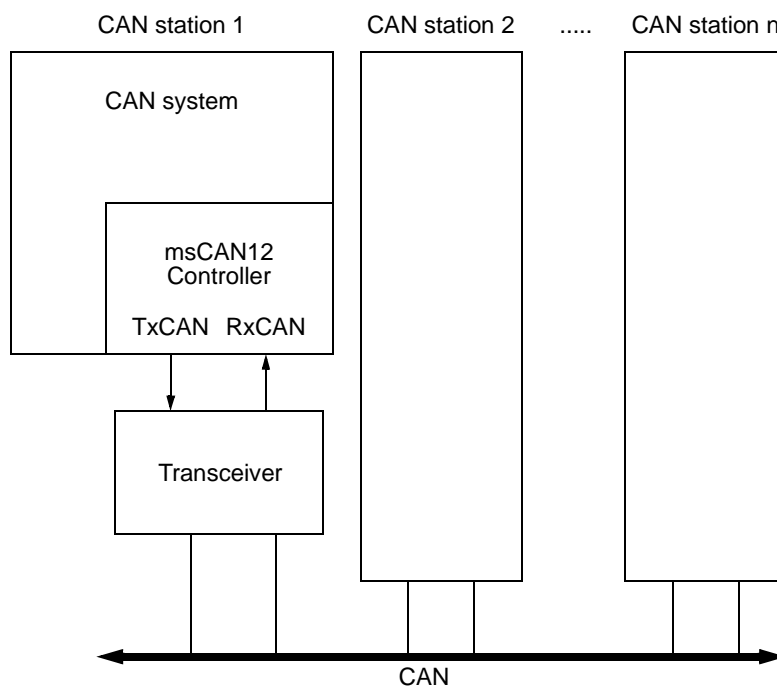 CAN station 1
CAN station 2
.....
CAN station n
CAN system
msCAN12
Controller
TxCAN RxCAN
Transceiver
CAN